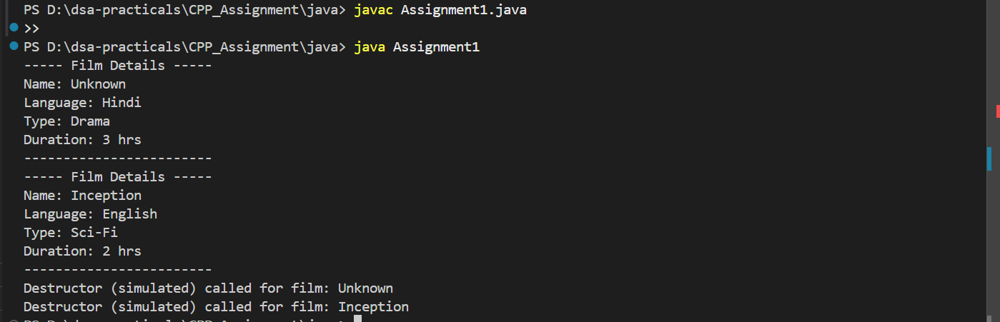 PS D:\dsa-practicals\CPP_Assignment\java> javac Assignment1.java
>>
PS D:\dsa-practicals\CPP_Assignment\java> java Assignment1
----- Film Details -----
Name: Unknown
Language: Hindi
Type: Drama
Duration: 3 hrs
------------------------
----- Film Details -----
Name: Inception
Language: English
Type: Sci-Fi
Duration: 2 hrs
------------------------
Destructor (simulated) called for film: Unknown
Destructor (simulated) called for film: Inception